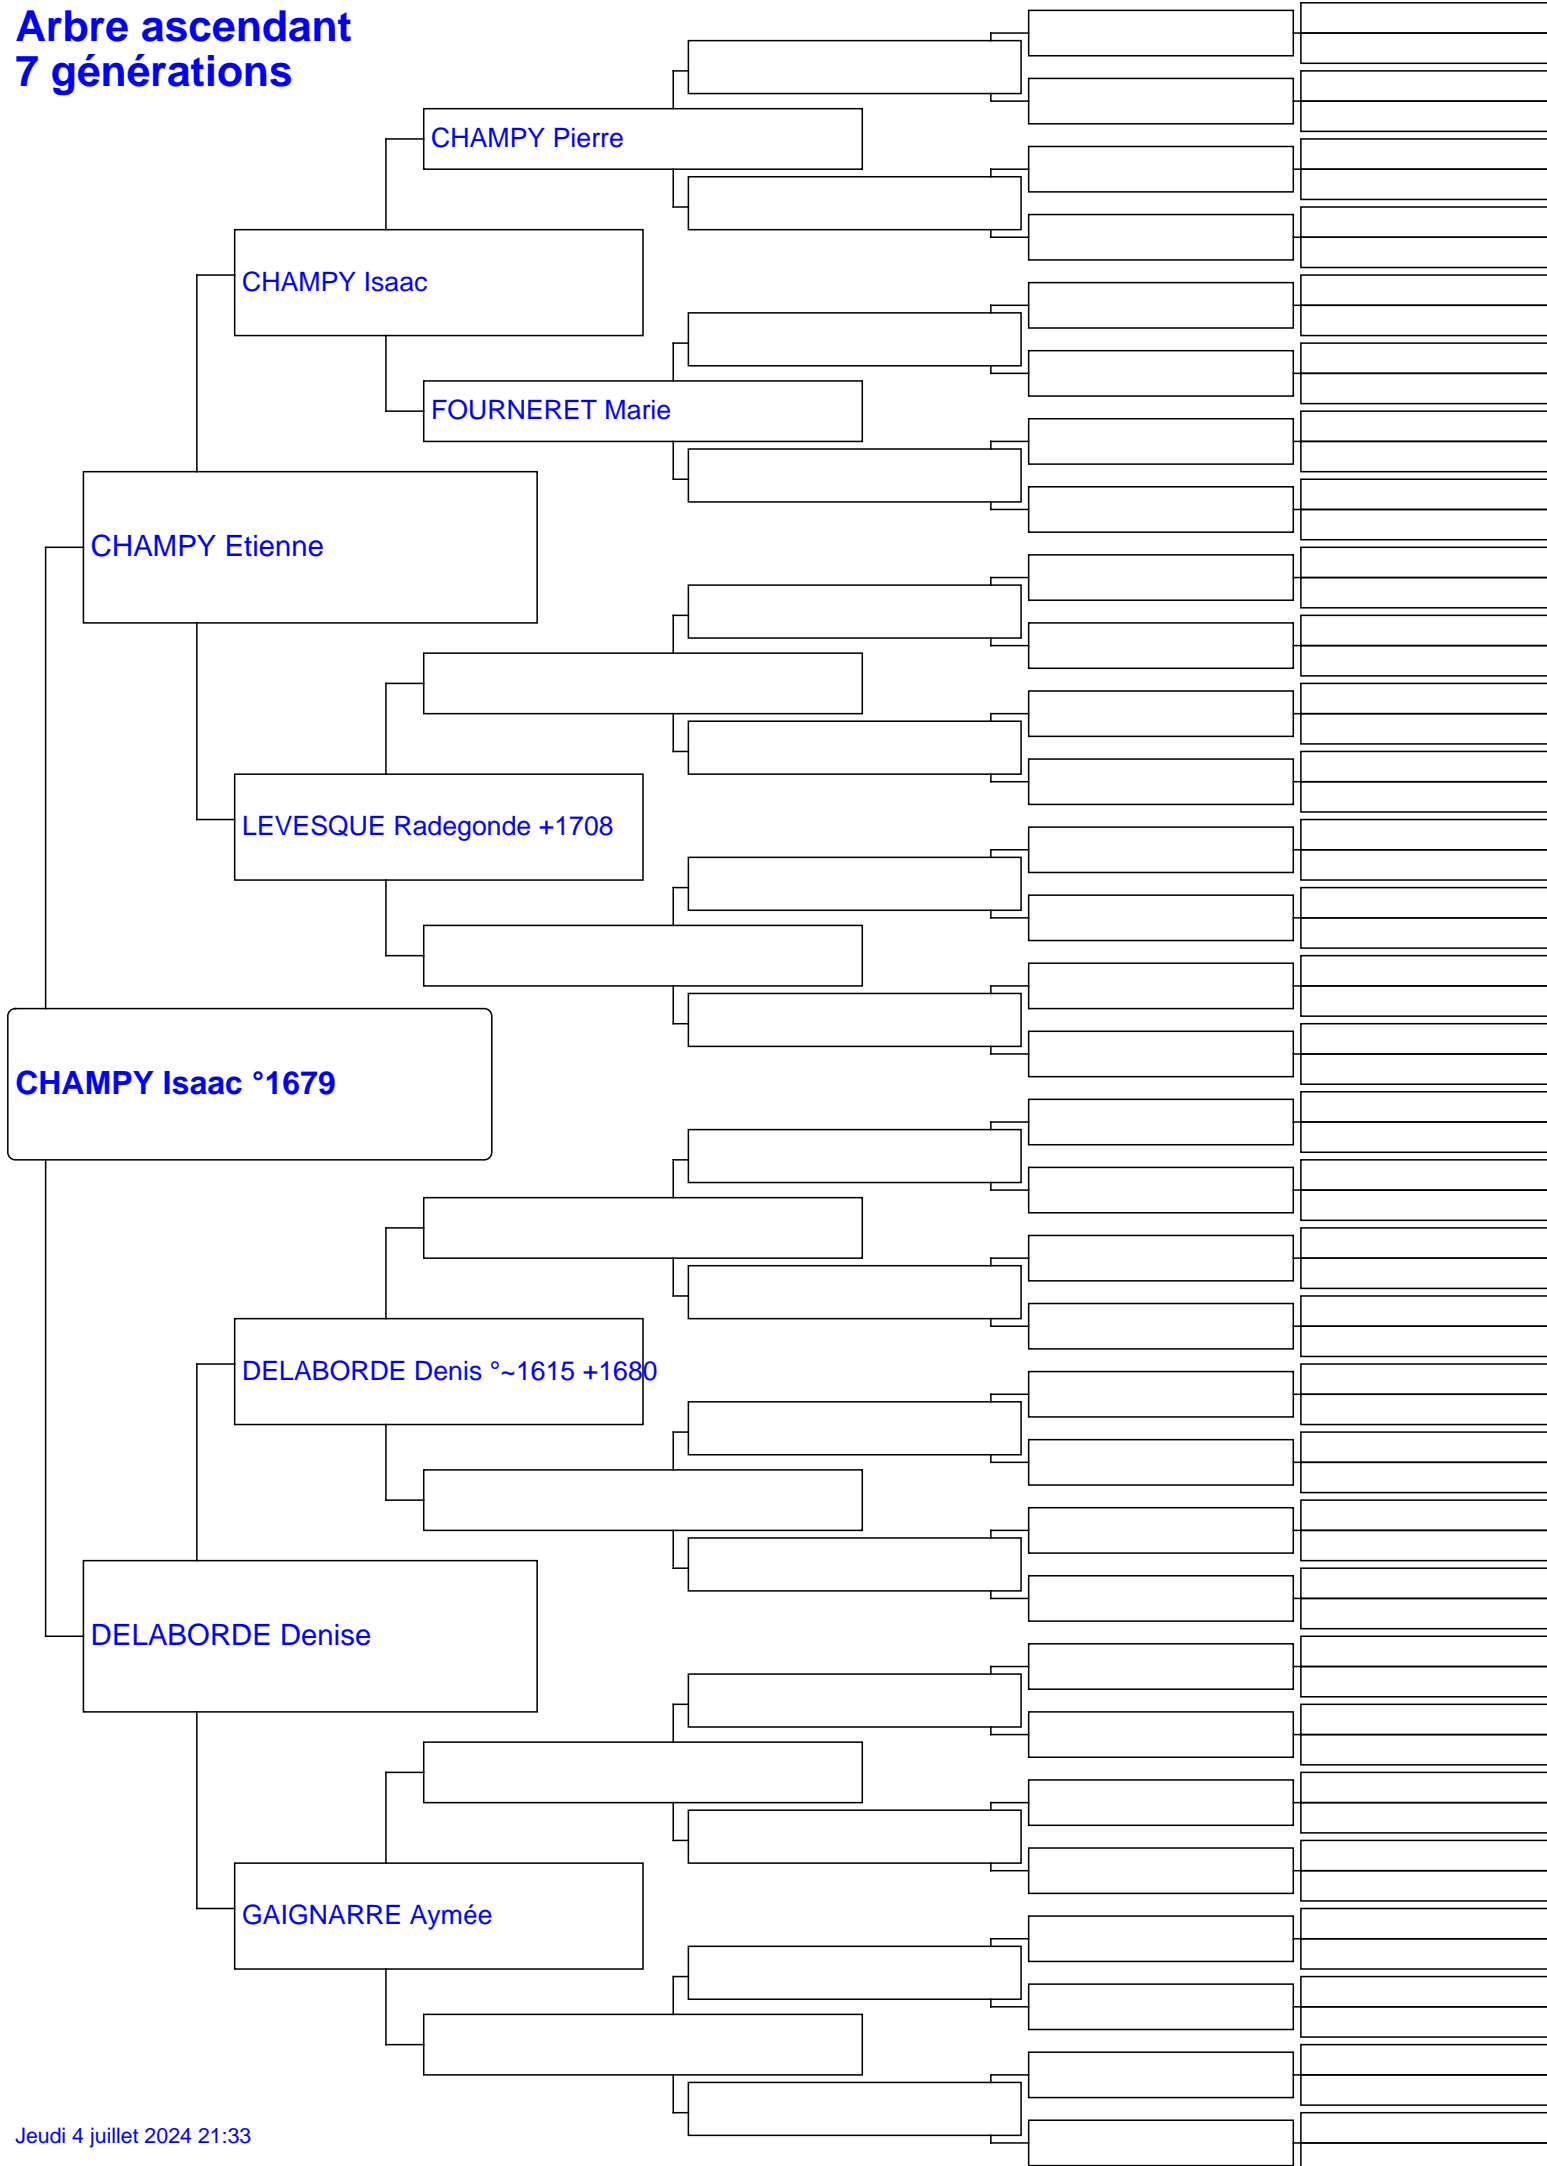 Arbre ascendant
7 générations
CHAMPY Pierre
CHAMPY Isaac
FOURNERET Marie
CHAMPY Etienne
LEVESQUE Radegonde +1708
CHAMPY Isaac °1679
DELABORDE Denis °~1615 +1680
DELABORDE Denise
GAIGNARRE Aymée
Jeudi 4 juillet 2024 21:33